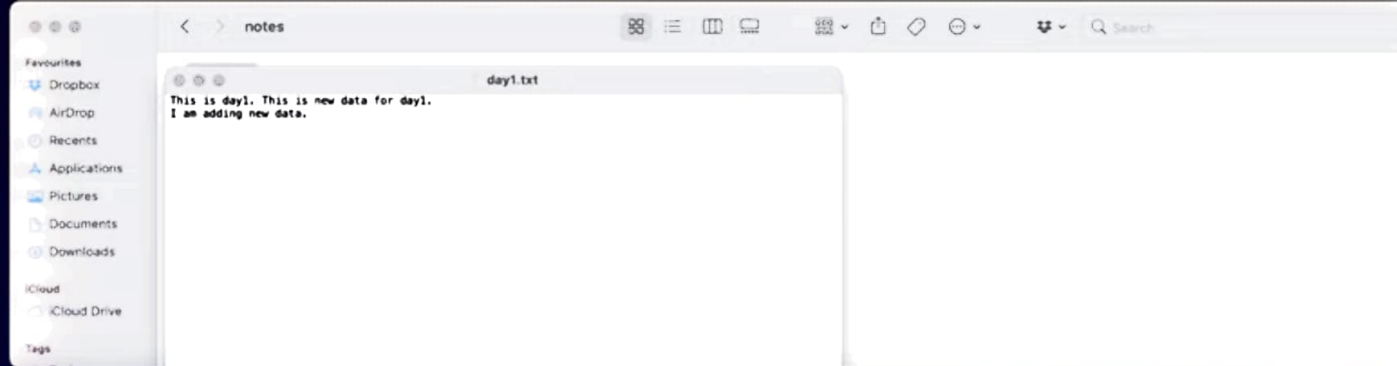 notes
Search
Favourites
Dropbox
AirDrop
Recents
Applications
Pictures
Documents
Downloads
iCloud
iCloud Drive
Tags
day1.txt
This is day1. This is new data for day1.
I am adding new data.